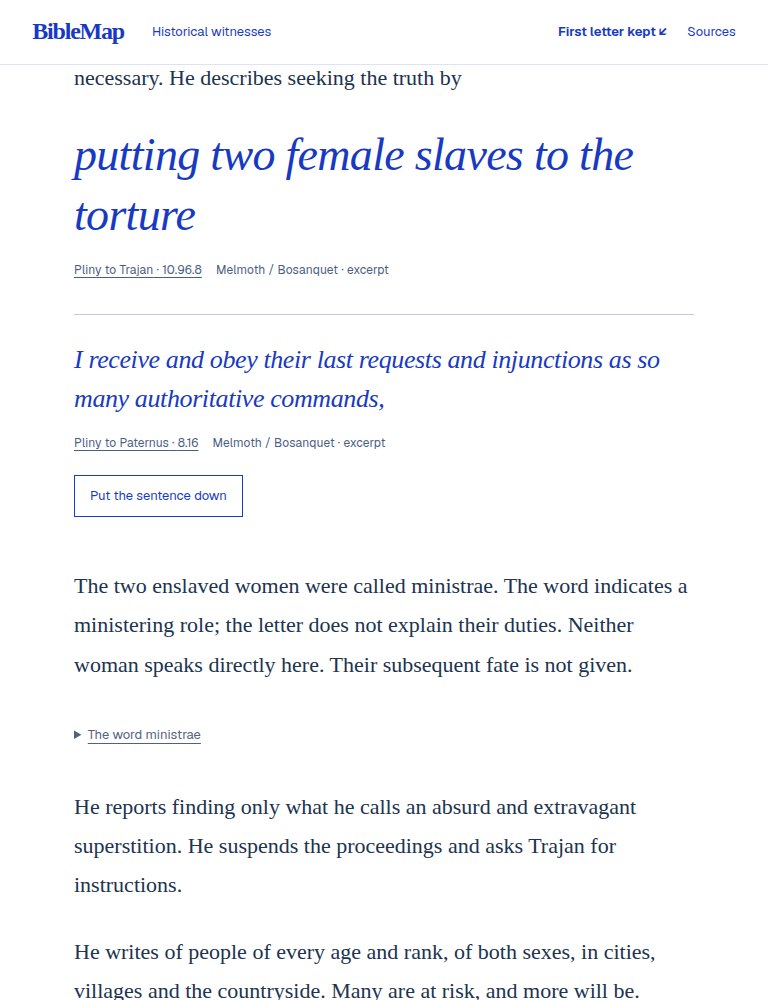 BibleMap Historical witnesses First letter kept ↙ Sources
necessary. He describes seeking the truth by
putting two female slaves to the
torture
Pliny to Trajan · 10.96.8 Melmoth / Bosanquet · excerpt
I receive and obey their last requests and injunctions as so
many authoritative commands,
Pliny to Paternus · 8.16 Melmoth / Bosanquet · excerpt
Put the sentence down
The two enslaved women were called ministrae. The word indicates a
ministering role; the letter does not explain their duties. Neither
woman speaks directly here. Their subsequent fate is not given.
▶ The word ministrae
He reports finding only what he calls an absurd and extravagant
superstition. He suspends the proceedings and asks Trajan for
instructions.
He writes of people of every age and rank, of both sexes, in cities,
villages and the countryside. Many are at risk, and more will be.